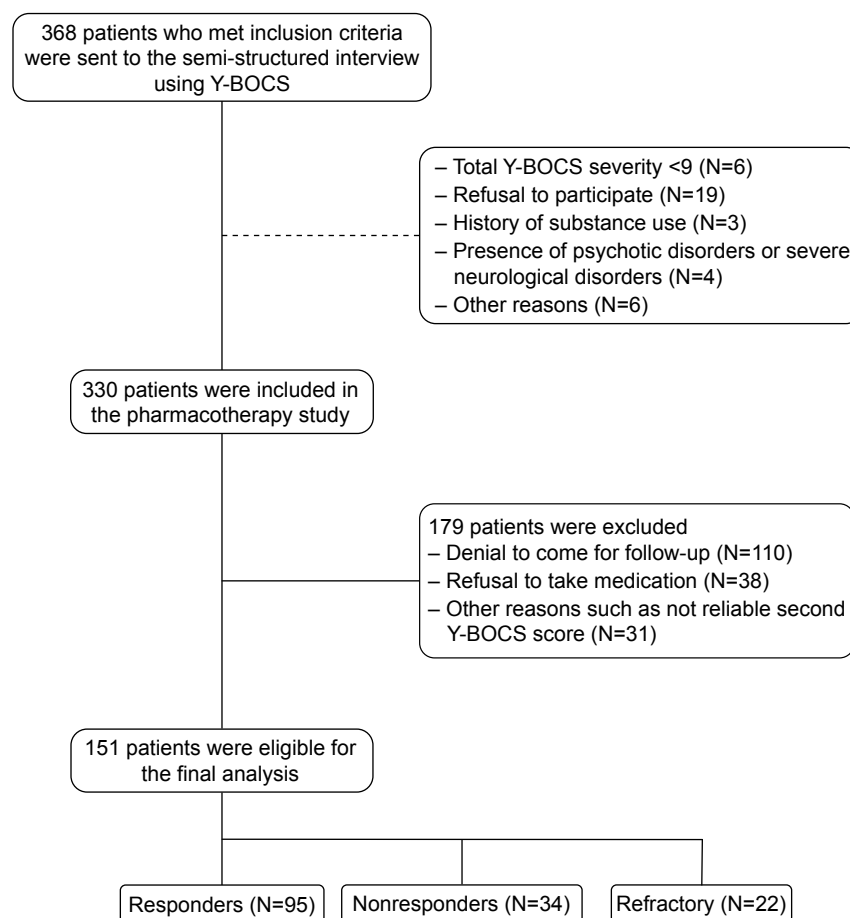 368 patients who met inclusion criteria
were sent to the semi-structured interview
using Y-BOCS
– Total Y-BOCS severity <9 (N=6)
– Refusal to participate (N=19)
– History of substance use (N=3)
– Presence of psychotic disorders or severe
neurological disorders (N=4)
– Other reasons (N=6)
330 patients were included in
the pharmacotherapy study
179 patients were excluded
– Denial to come for follow-up (N=110)
– Refusal to take medication (N=38)
– Other reasons such as not reliable second
Y-BOCS score (N=31)
151 patients were eligible for
the final analysis
Responders (N=95)
Nonresponders (N=34)
Refractory (N=22)